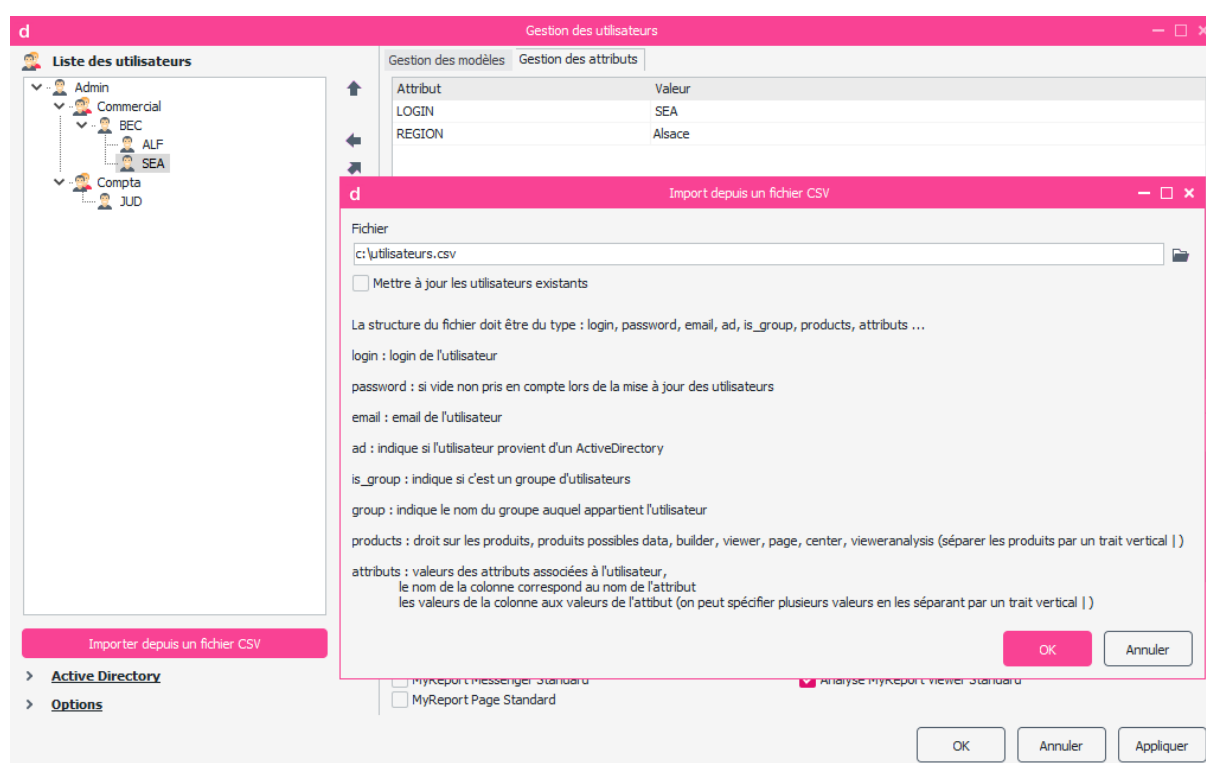 d
Gestion des utilisateurs
Liste des utilisateurs
Admin
Commercial
BEC
ALF
SEA
Compta
JUD
Importer depuis un fichier CSV
Active Directory
Options
Gestion des modèles Gestion des attributs
Attribut Valeur
LOGIN SEA
REGION Alsace
d
Import depuis un fichier CSV
Fichier
c:\utilisateurs.csv
Mettre à jour les utilisateurs existants
La structure du fichier doit être du type : login, password, email, ad, is_group, products, attributs ...
login : login de l'utilisateur
password : si vide non pris en compte lors de la mise à jour des utilisateurs
email : email de l'utilisateur
ad : indique si l'utilisateur provient d'un ActiveDirectory
is_group : indique si c'est un groupe d'utilisateurs
group : indique le nom du groupe auquel appartient l'utilisateur
products : droit sur les produits, produits possibles data, builder, viewer, page, center, vieweranalysis (séparer les produits par un trait vertical | )
attributs : valeurs des attributs associées à l'utilisateur,
le nom de la colonne correspond au nom de l'attribut
les valeurs de la colonne aux valeurs de l'attibut (on peut spécifier plusieurs valeurs en les séparant par un trait vertical | )
OK Annuler
MyReport Messenger Standard Analyse MyReport Viewer Standard
MyReport Page Standard
OK Annuler Appliquer